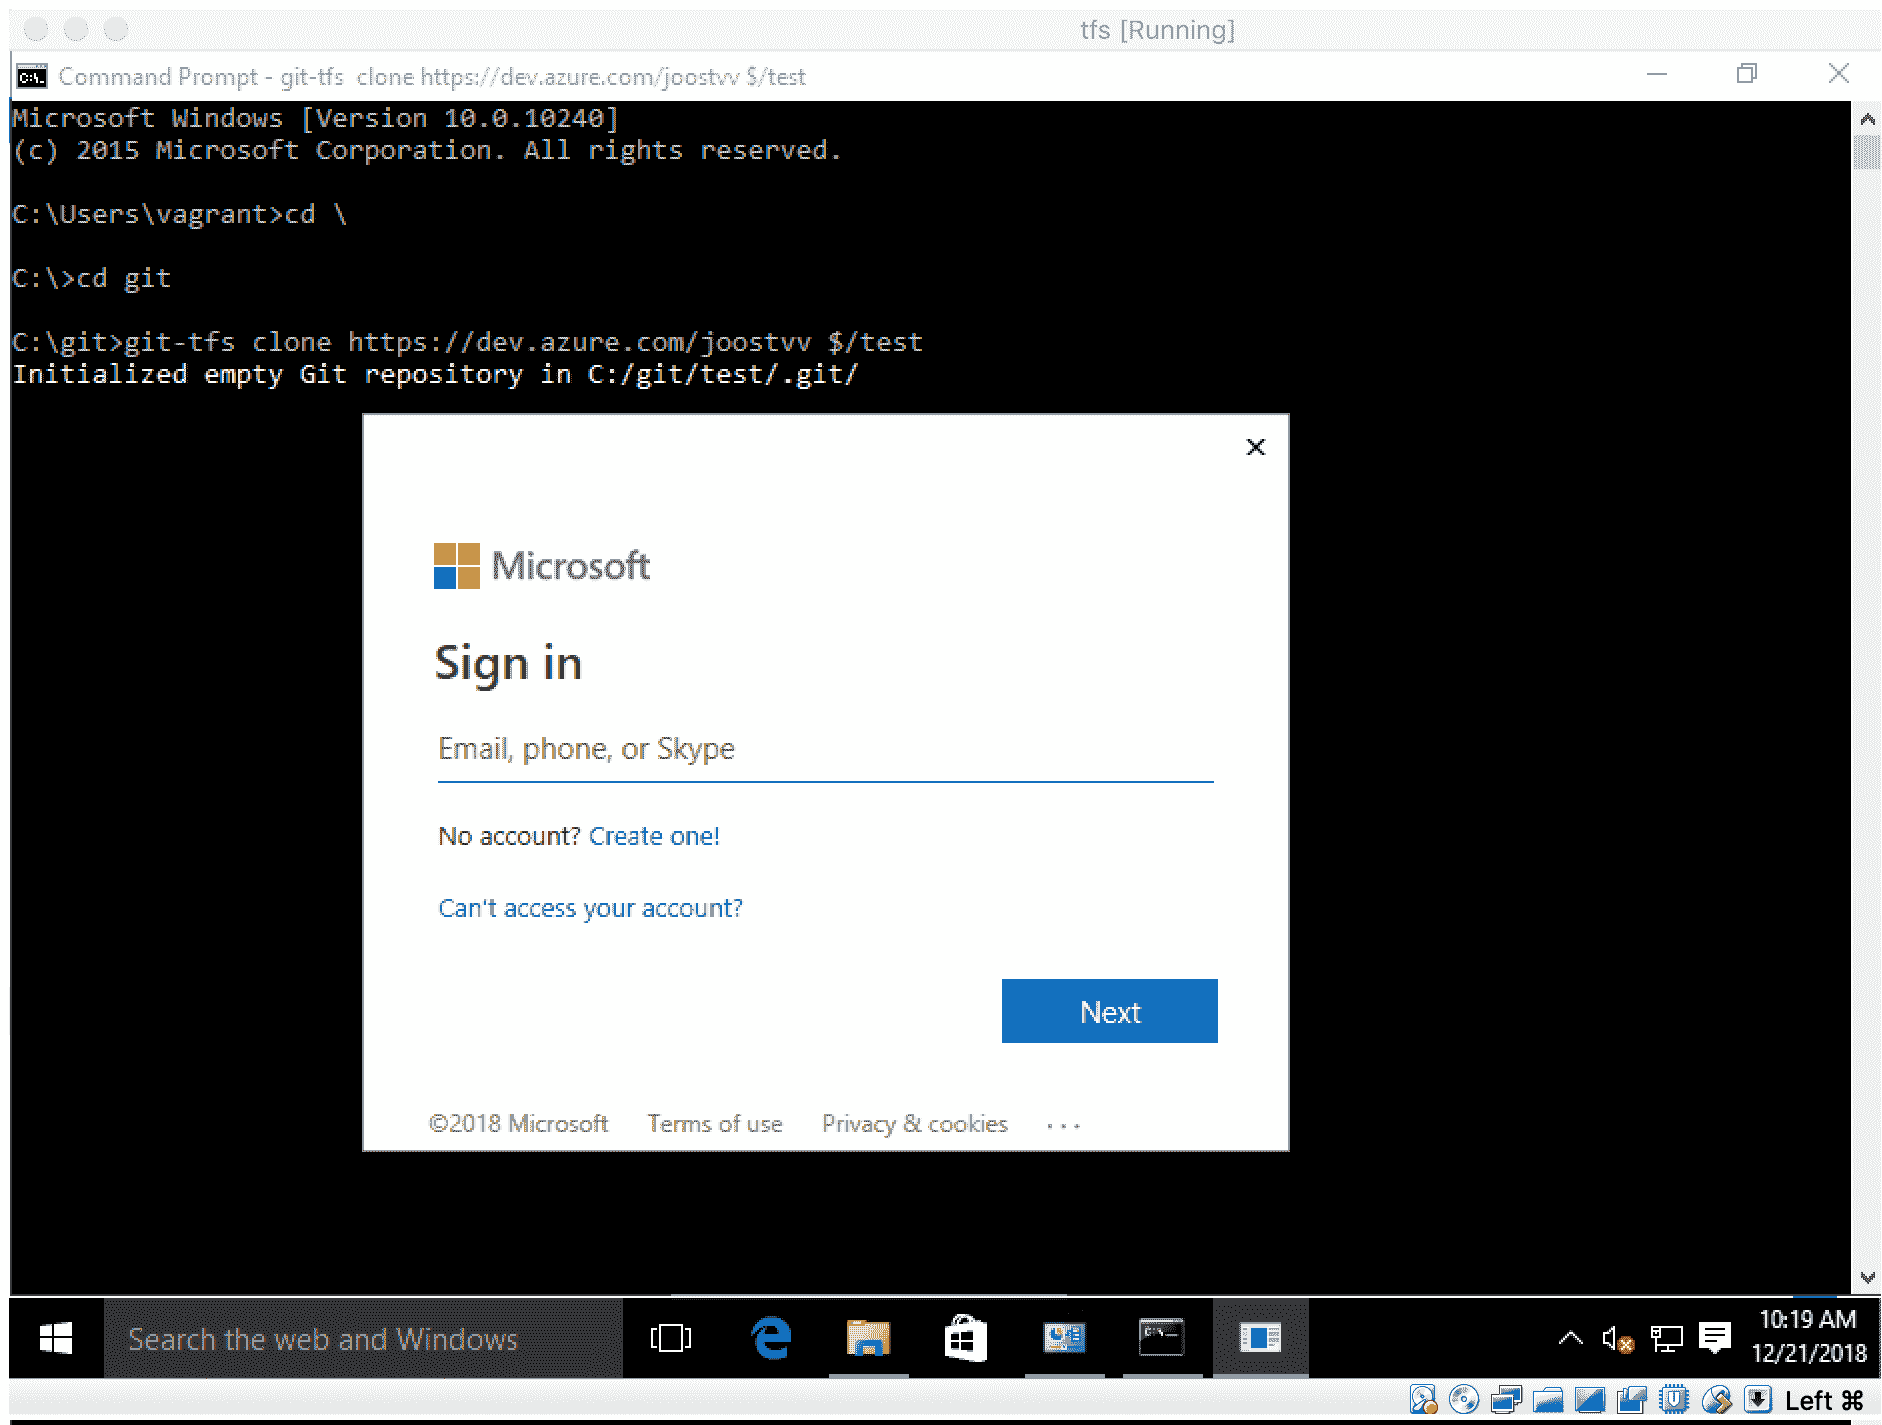 tfs [Running]
Command Prompt - git-tfs  clone https://dev.azure.com/joostvv $/test
Microsoft Windows [Version 10.0.10240]
(c) 2015 Microsoft Corporation. All rights reserved.
C:\Users\vagrant>cd \
C:\>cd git
C:\git>git-tfs clone https://dev.azure.com/joostvv $/test
Initialized empty Git repository in C:/git/test/.git/
Microsoft
Sign in
Email, phone, or Skype
No account? Create one!
Can't access your account?
Next
©2018 Microsoft Terms of use Privacy & cookies ...
Search the web and Windows
10:19 AM
12/21/2018
Left ⌘